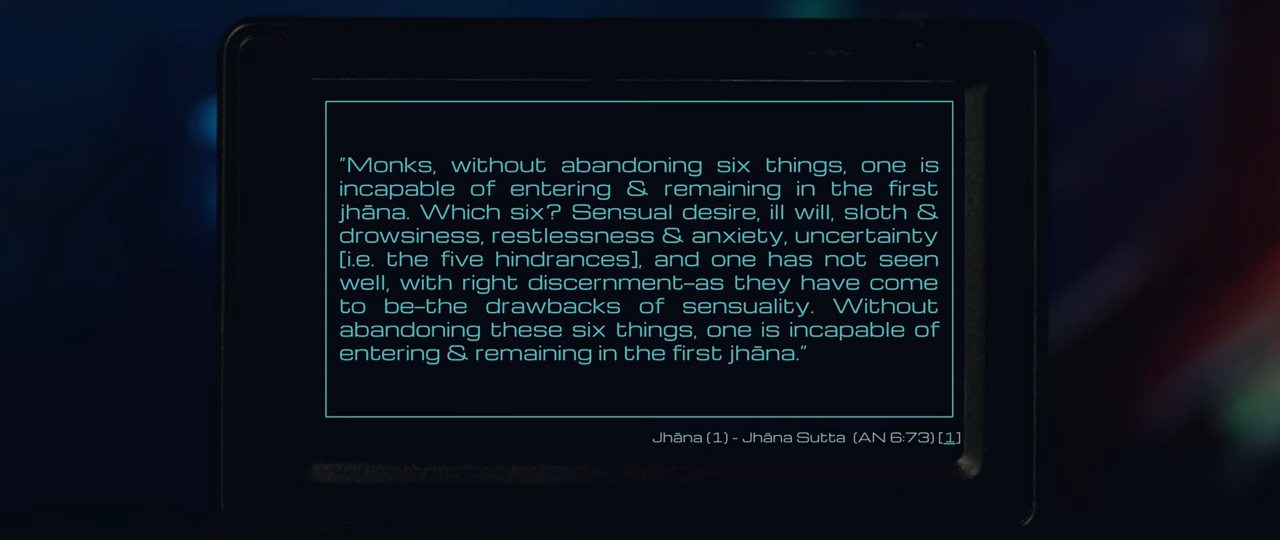 "Monks, without abandoning six things, one is
incapable of entering & remaining in the first
jhāna. Which six? Sensual desire, ill will, sloth &
drowsiness, restlessness & anxiety, uncertainty
[i.e. the five hindrances], and one has not seen
well, with right discernment–as they have come
to be–the drawbacks of sensuality. Without
abandoning these six things, one is incapable of
entering & remaining in the first jhāna."
Jhāna (1) - Jhāna Sutta (AN 6:73) [1]